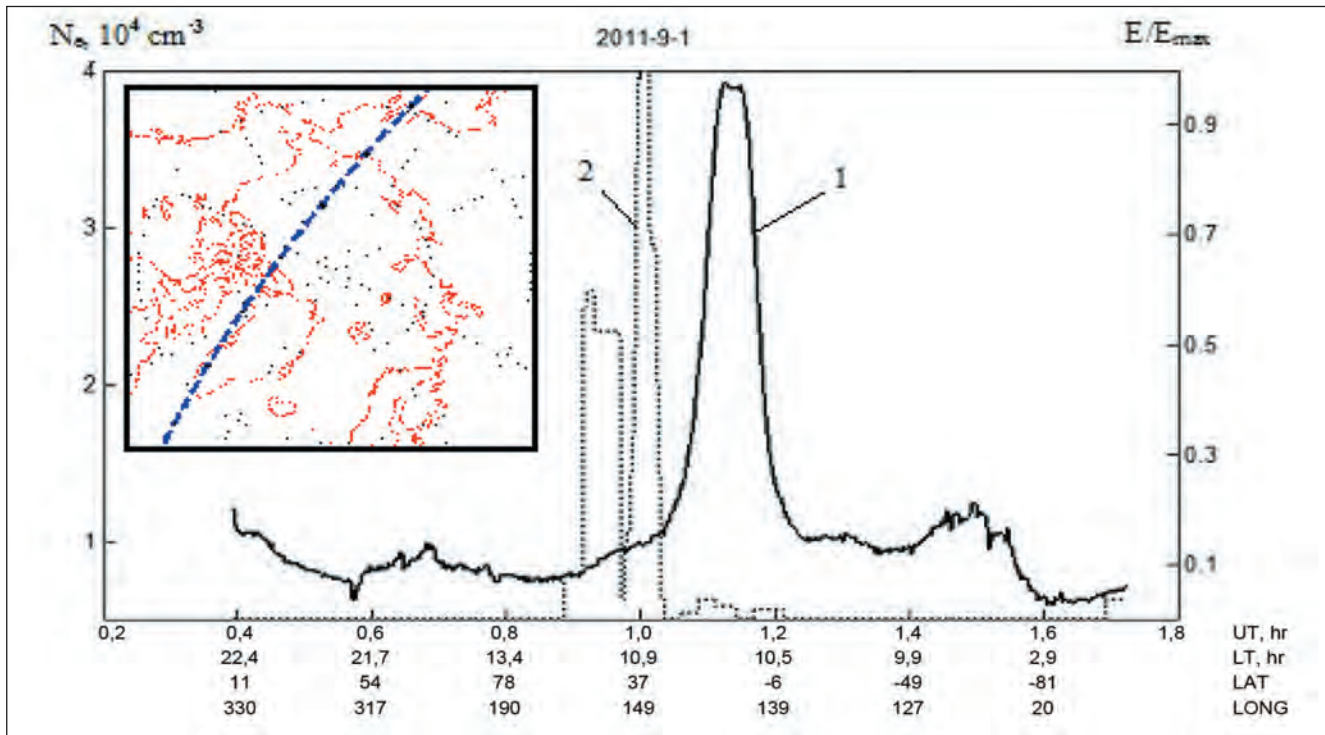 Ne, 10⁴ cm⁻³ 2011-9-1 E/Emax
4
0.9
2 1
3
0.7
0.5
2
0.3
1
0.1
0,2 0,4 0,6 0,8 1,0 1,2 1,4 1,6 1,8 UT, hr
22,4 21,7 13,4 10,9 10,5 9,9 2,9 LT, hr
11 54 78 37 -6 -49 -81 LAT
330 317 190 149 139 127 20 LONG